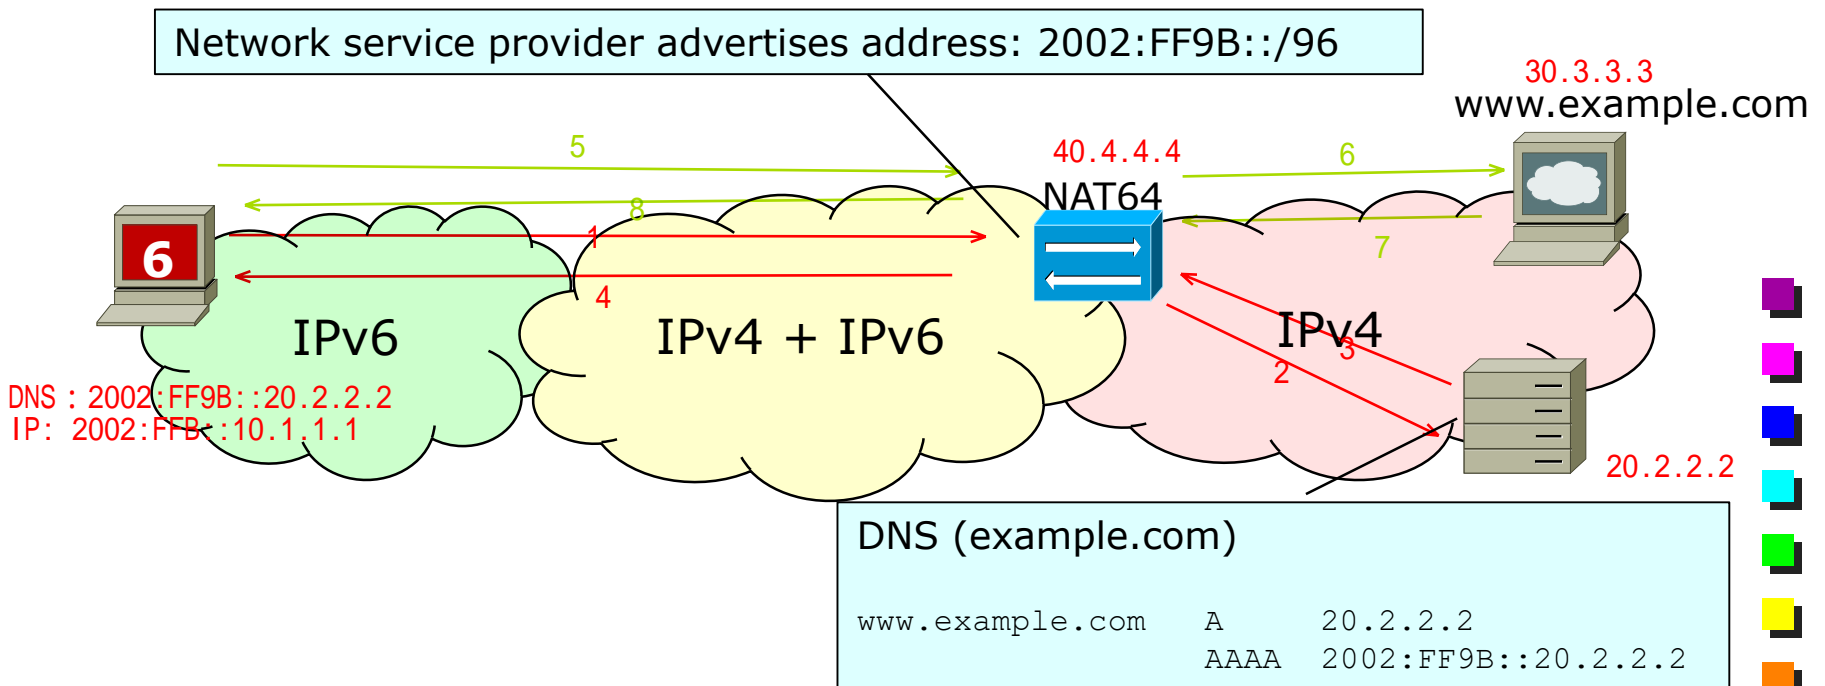 Network service provider advertises address: 2002:FF9B::/96
30.3.3.3
www.example.com
5
40.4.4.4
6
NAT64
8
1
7
6
4
IPv6
IPv4 + IPv6
IPv4
3
2
DNS : 2002:FF9B::20.2.2.2
IP: 2002:FFB::10.1.1.1
20.2.2.2
DNS (example.com)
www.example.com A 20.2.2.2
AAAA 2002:FF9B::20.2.2.2